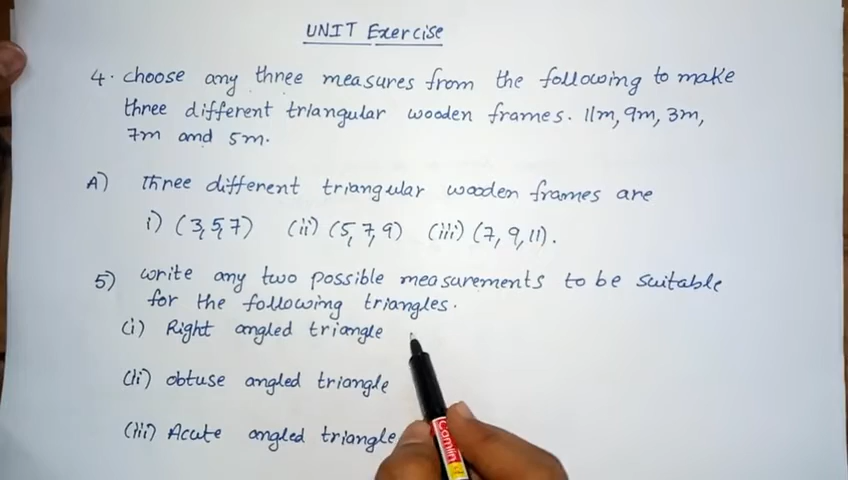 UNIT Exercise
4. choose any three measures from the following to make
three different triangular wooden frames. 11m, 9m, 3m,
7m and 5m.
A) Three different triangular wooden frames are
i) (3,5,7) (ii) (5,7,9) (iii) (7, 9, 11).
5) write any two possible measurements to be suitable
for the following triangles.
(i) Right angled triangle
(ii) obtuse angled triangle
(iii) Acute angled triangle
Camlin